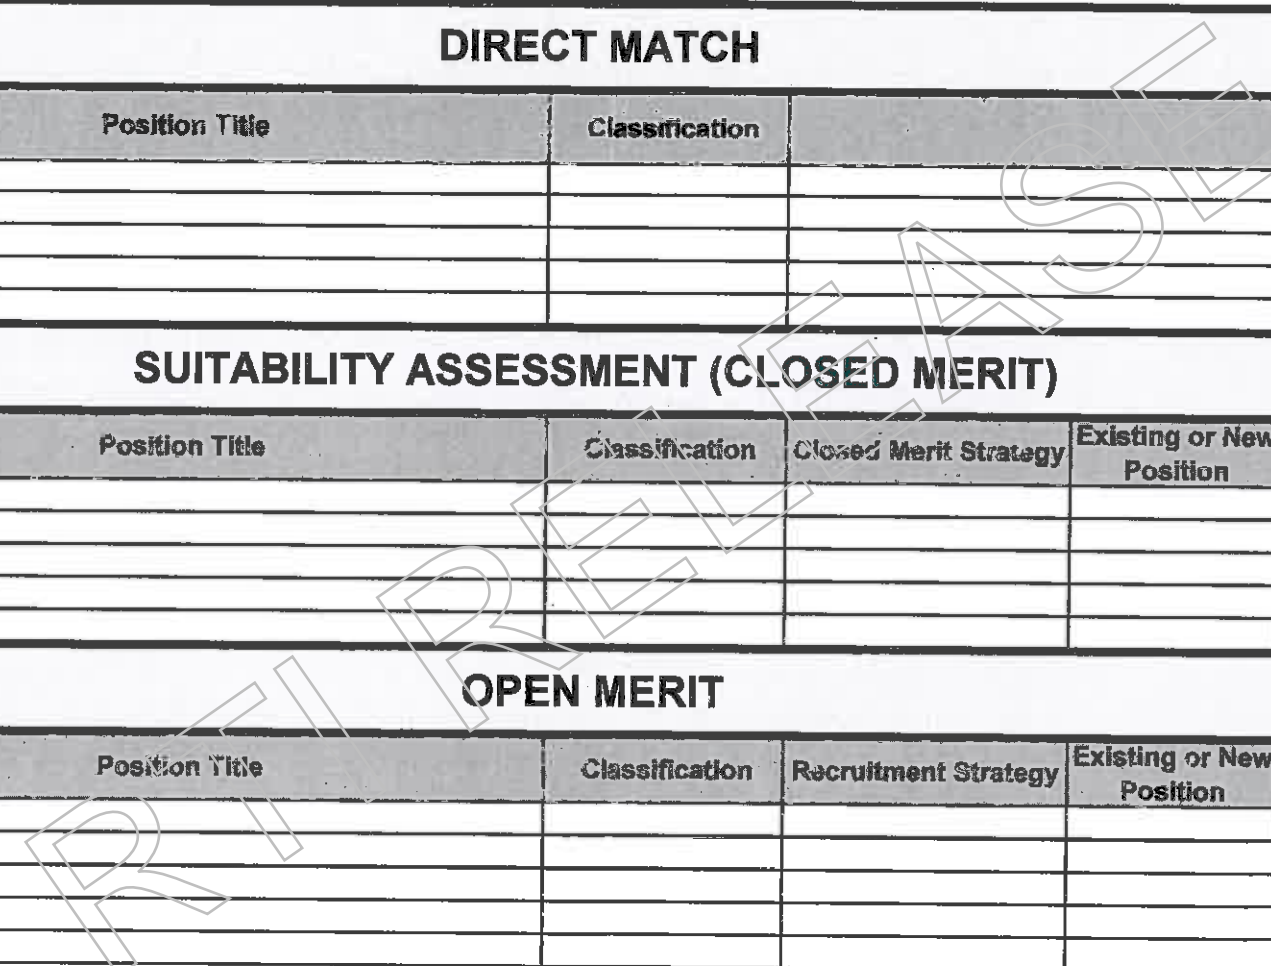 DIRECT MATCH
Position Title Classification
SUITABILITY ASSESSMENT (CLOSED MERIT)
Position Title Classification Closed Merit Strategy Existing or New
Position
OPEN MERIT
Position Title Classification Recruitment Strategy Existing or New
Position
RTI RELEASE